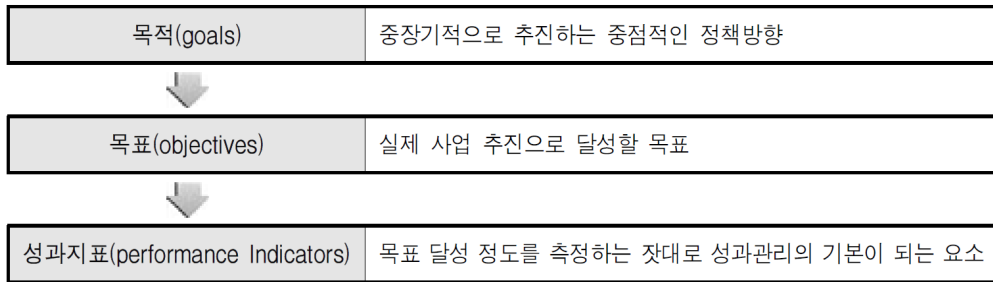 목적(goals)
중장기적으로 추진하는 중점적인 정책방향
목표(objectives)
실제 사업 추진으로 달성할 목표
성과지표(performance Indicators)
목표 달성 정도를 측정하는 잣대로 성과관리의 기본이 되는 요소